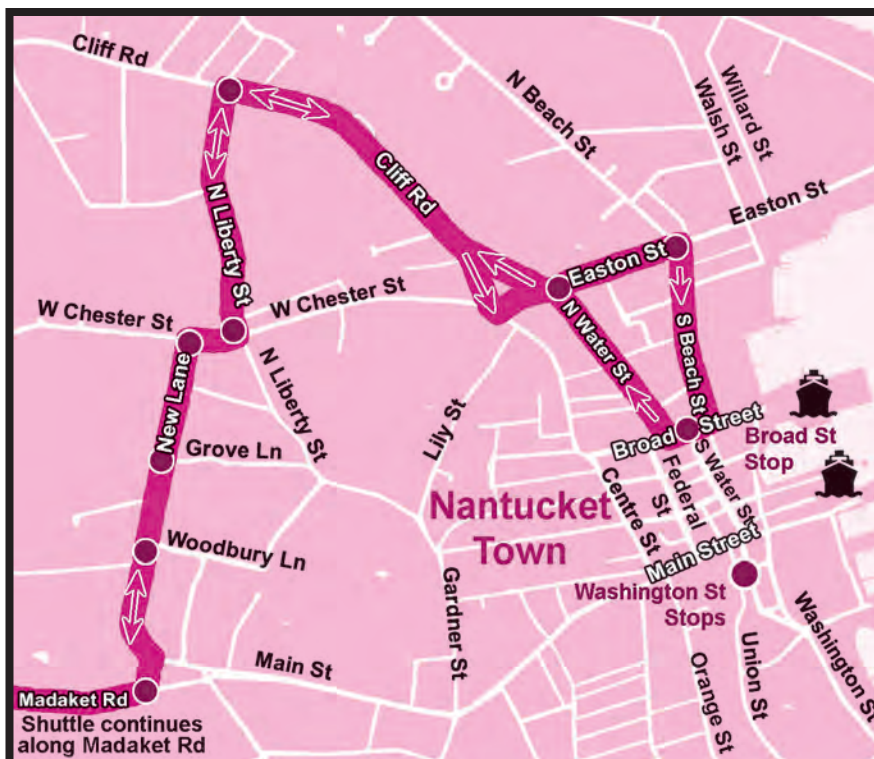 Cliff Rd
N Beach St
Walsh St
Willard St
Easton St
Cliff Rd
N Liberty St
Easton St
W Chester St
W Chester St
N Water St
S Beach St
New Lane
N Liberty St
Lily St
Grove Ln
Broad Street
Broad St
Stop
S Water St
Federal St
Centre St
Nantucket
Town
Woodbury Ln
Main Street
Gardner St
Washington St
Stops
Main St
Washington St
Union St
Orange St
Madaket Rd
Shuttle continues
along Madaket Rd